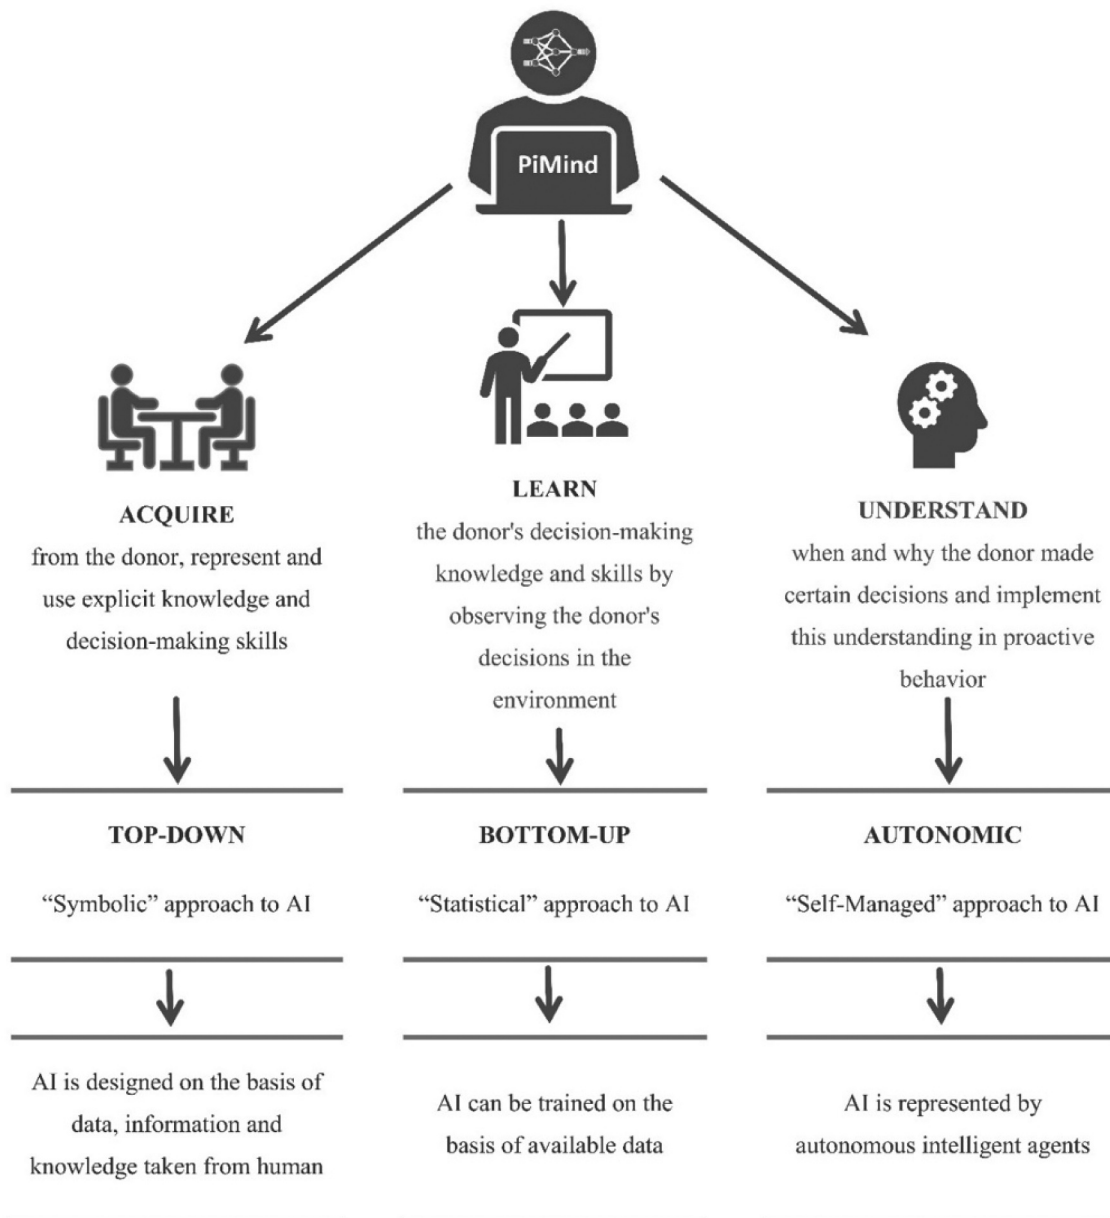 PiMind
ACQUIRE
from the donor, represent and
use explicit knowledge and
decision-making skills
LEARN
the donor's decision-making
knowledge and skills by
observing the donor's
decisions in the
environment
UNDERSTAND
when and why the donor made
certain decisions and implement
this understanding in proactive
behavior
TOP-DOWN
“Symbolic” approach to AI
BOTTOM-UP
“Statistical” approach to AI
AUTONOMIC
“Self-Managed” approach to AI
AI is designed on the basis of
data, information and
knowledge taken from human
AI can be trained on the
basis of available data
AI is represented by
autonomous intelligent agents